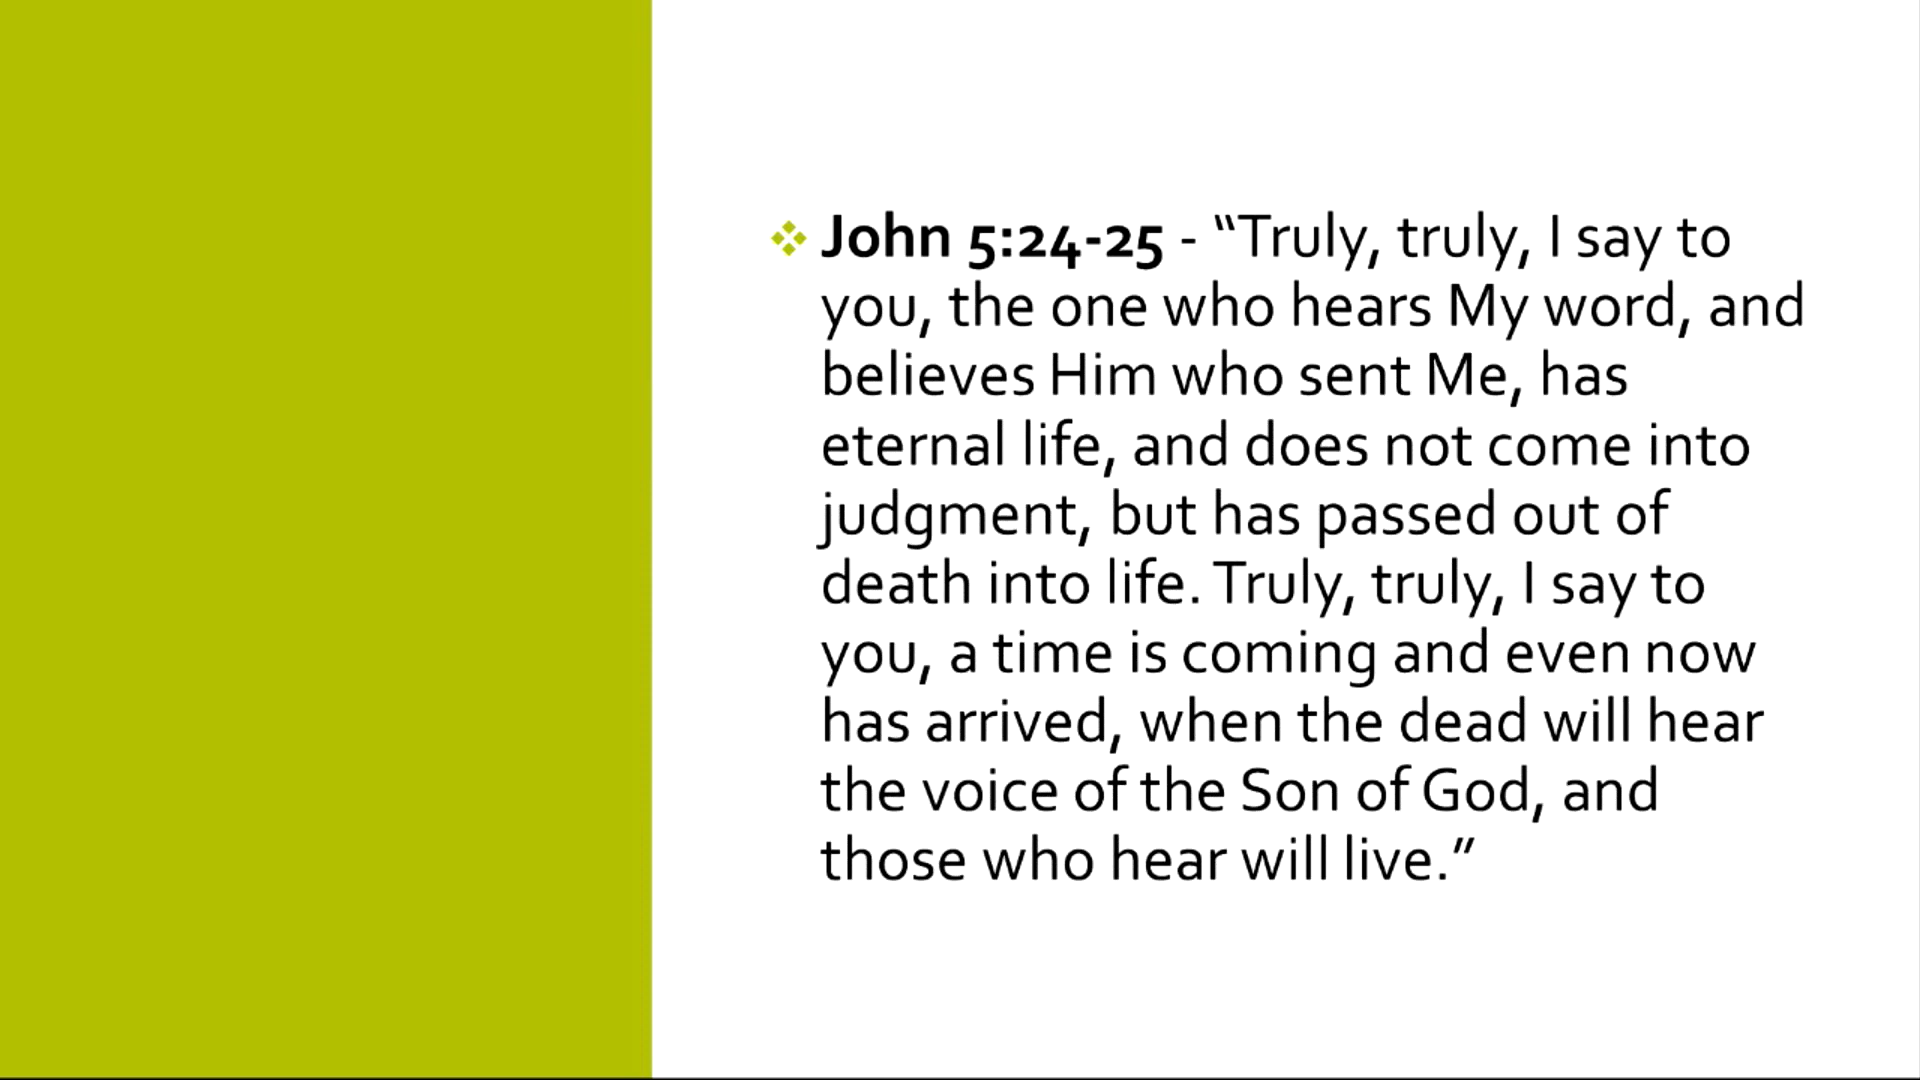 John 5:24-25 - “Truly, truly, I say to
you, the one who hears My word, and
believes Him who sent Me, has
eternal life, and does not come into
judgment, but has passed out of
death into life. Truly, truly, I say to
you, a time is coming and even now
has arrived, when the dead will hear
the voice of the Son of God, and
those who hear will live.”